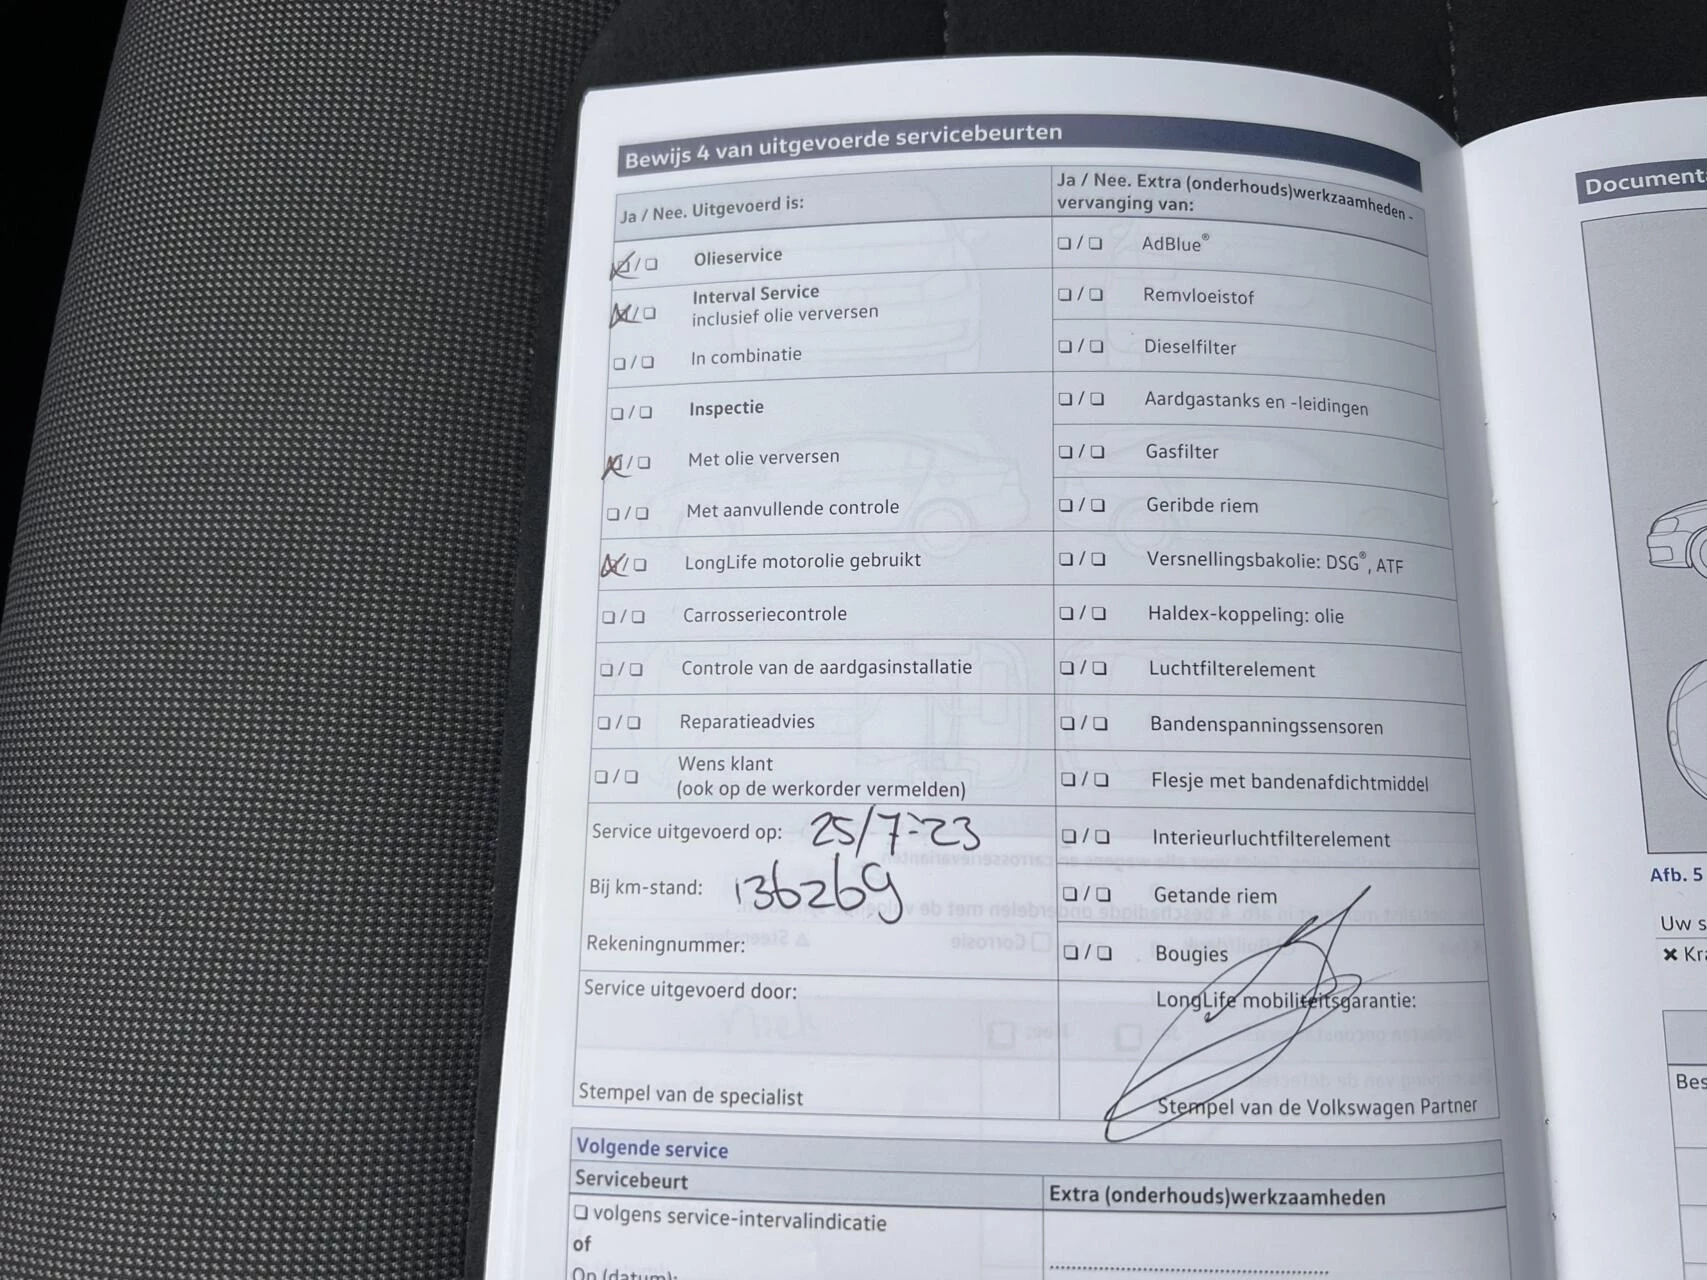 Bewijs 4 van uitgevoerde servicebeurten
Ja / Nee. Uitgevoerd is:
Olieservice
Interval Service
inclusief olie verversen
In combinatie
Inspectie
Met olie verversen
Met aanvullende controle
LongLife motorolie gebruikt
Carrosseriecontrole
Controle van de aardgasinstallatie
Reparatieadvies
Wens klant
(ook op de werkorder vermelden)
Service uitgevoerd op: 25/7-'23
Bij km-stand: 136269
Rekeningnummer:
Service uitgevoerd door:
Stempel van de specialist
Ja / Nee. Extra (onderhouds)werkzaamheden -
vervanging van:
AdBlue®
Remvloeistof
Dieselfilter
Aardgastanks en -leidingen
Gasfilter
Geribde riem
Versnellingsbakolie: DSG®, ATF
Haldex-koppeling: olie
Luchtfilterelement
Bandenspanningssensoren
Flesje met bandenafdichtmiddel
Interieurluchtfilterelement
Getande riem
Bougies
LongLife mobiliteitsgarantie:
Stempel van de Volkswagen Partner
Volgende service
Servicebeurt
volgens service-intervalindicatie
of
Op (datum):
Extra (onderhouds)werkzaamheden
Document
Afb. 5
Uw s
Kra
Bes